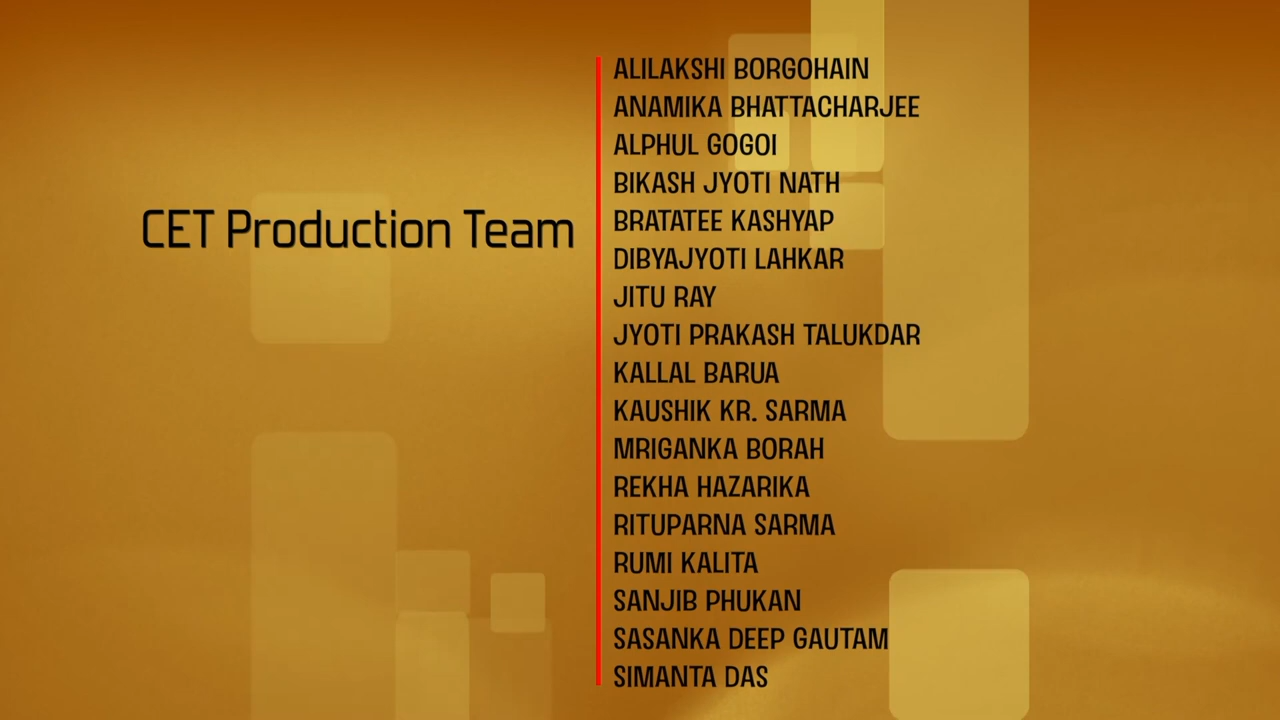 CET Production Team
ALILAKSHI BORGOHAIN
ANAMIKA BHATTACHARJEE
ALPHUL GOGOI
BIKASH JYOTI NATH
BRATATEE KASHYAP
DIBYAJYOTI LAHKAR
JITU RAY
JYOTI PRAKASH TALUKDAR
KALLAL BARUA
KAUSHIK KR. SARMA
MRIGANKA BORAH
REKHA HAZARIKA
RITUPARNA SARMA
RUMI KALITA
SANJIB PHUKAN
SASANKA DEEP GAUTAM
SIMANTA DAS